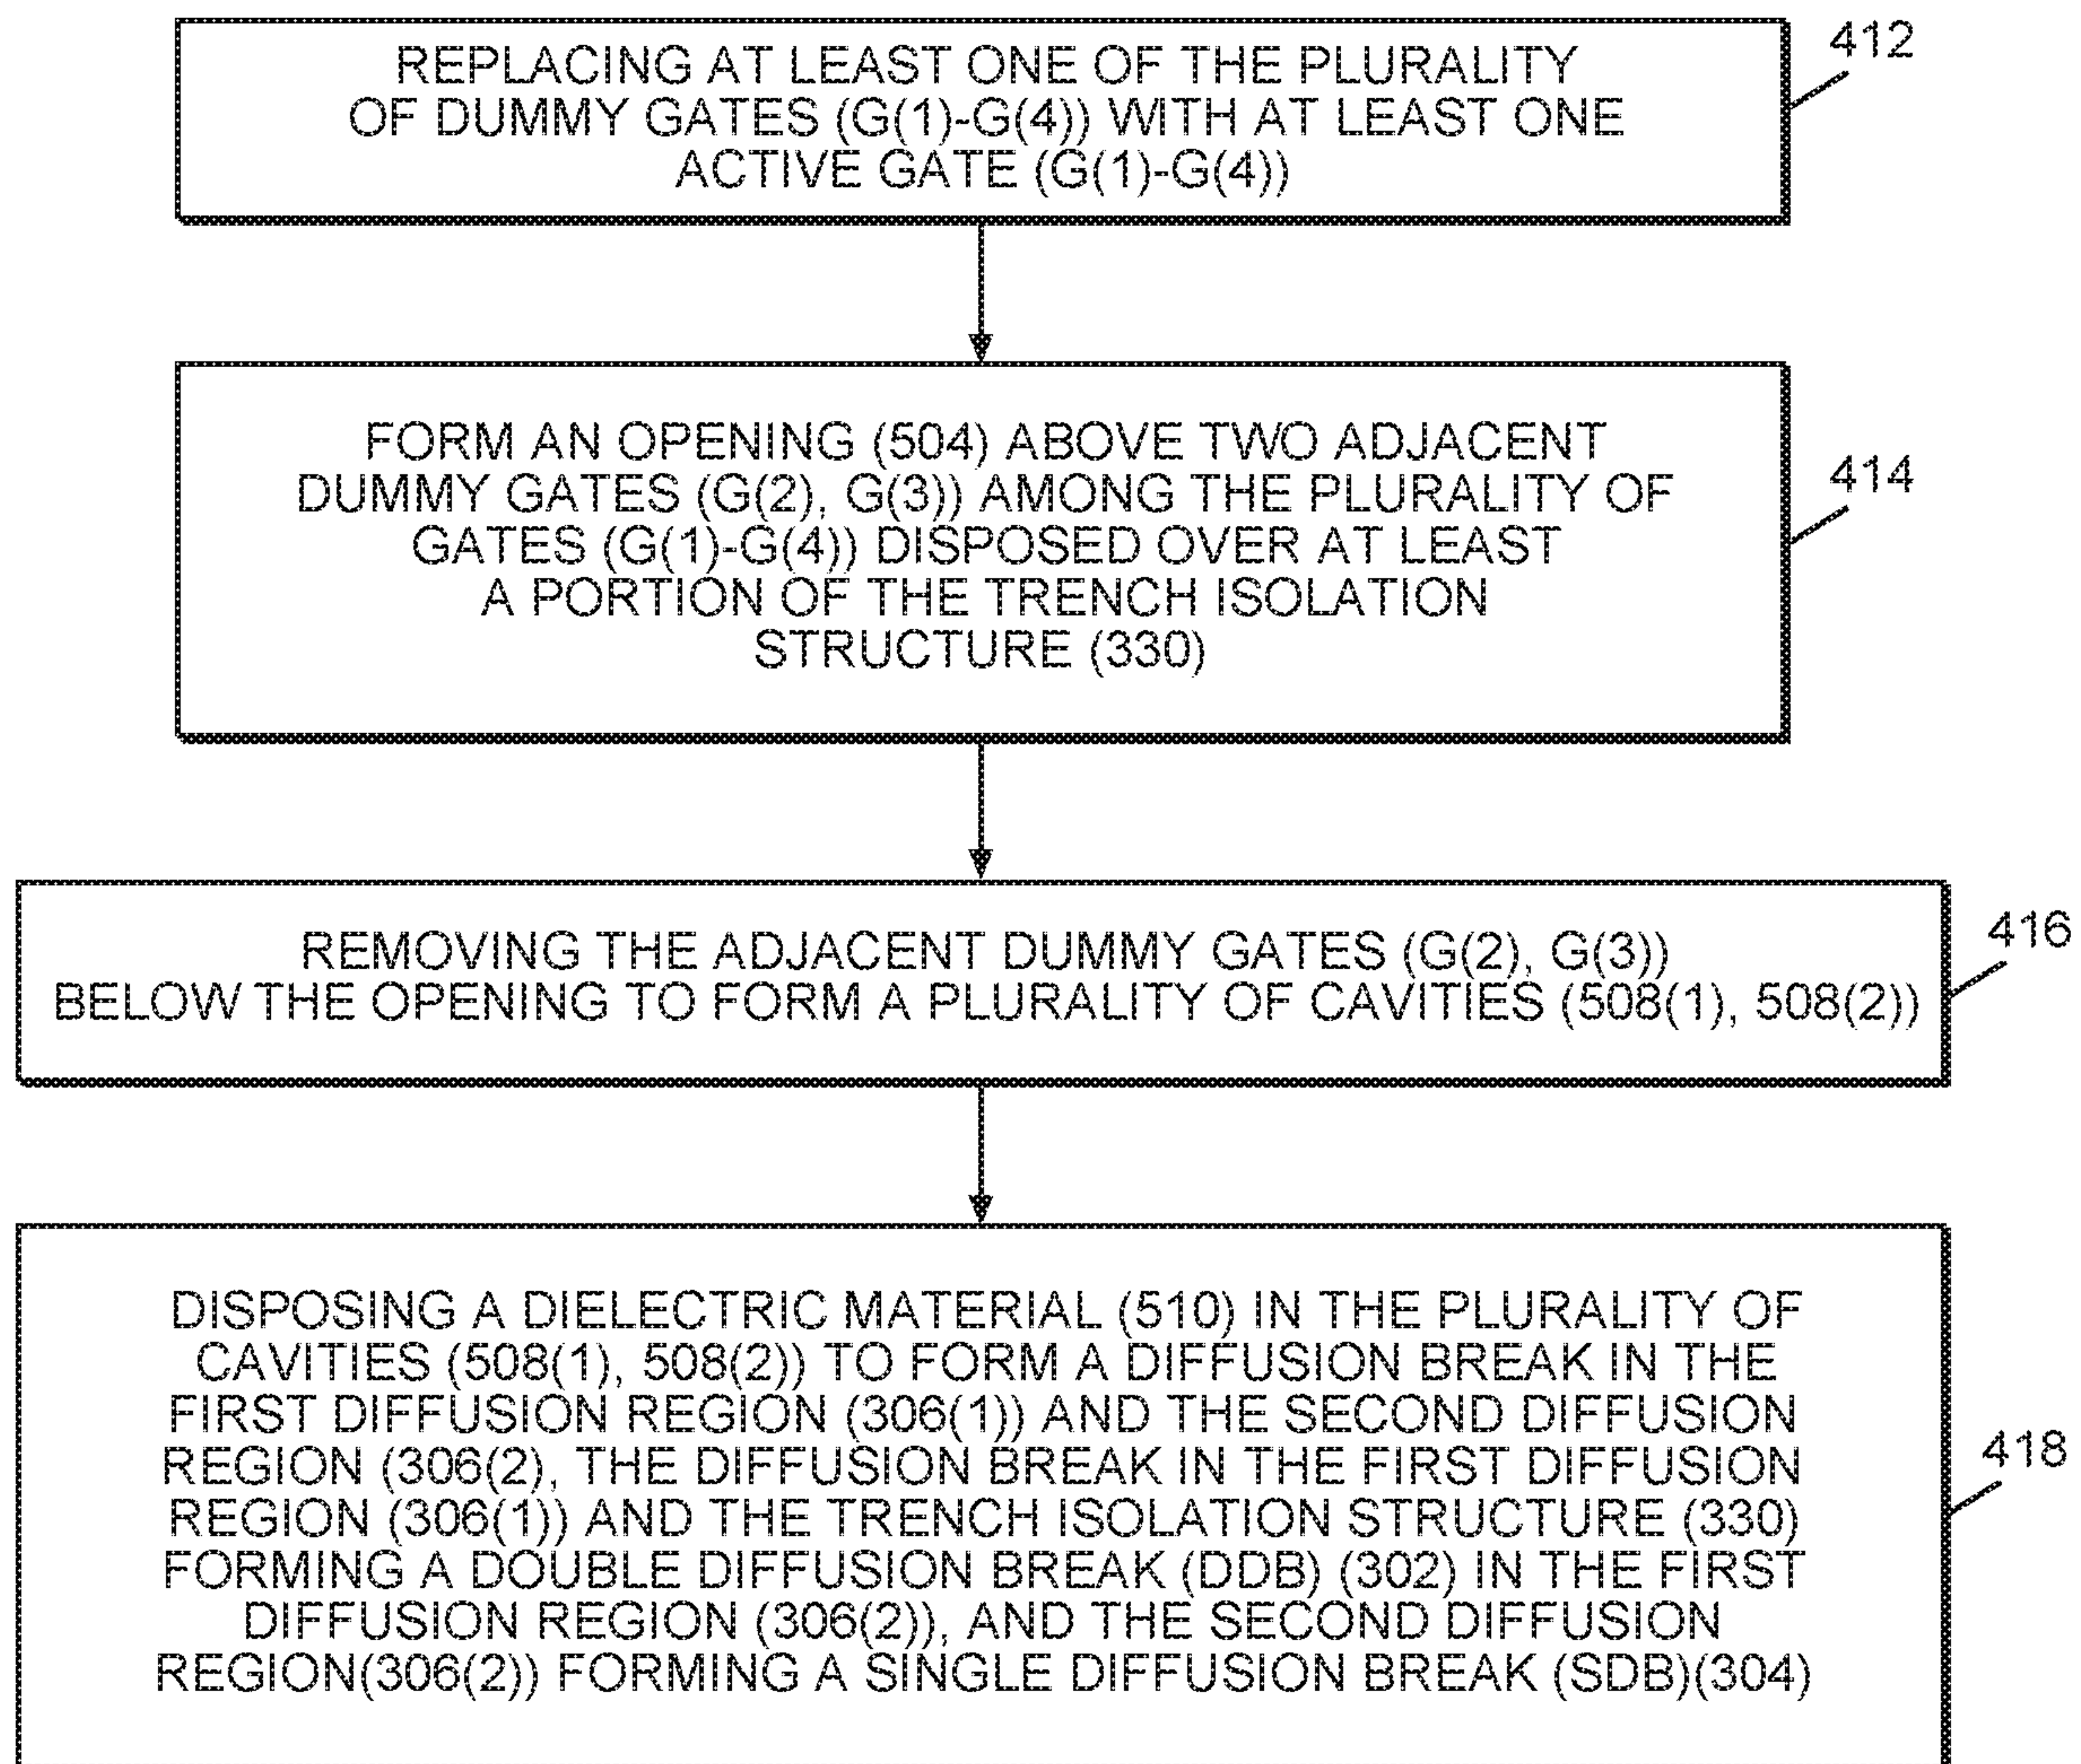 REPLACING AT LEAST ONE OF THE PLURALITY
OF DUMMY GATES (G(1)-G(4)) WITH AT LEAST ONE
ACTIVE GATE (G(1)-G(4))
412
FORM AN OPENING (504) ABOVE TWO ADJACENT
DUMMY GATES (G(2), G(3)) AMONG THE PLURALITY OF
GATES (G(1)-G(4)) DISPOSED OVER AT LEAST
A PORTION OF THE TRENCH ISOLATION
STRUCTURE (330)
414
REMOVING THE ADJACENT DUMMY GATES (G(2), G(3))
BELOW THE OPENING TO FORM A PLURALITY OF CAVITIES (508(1), 508(2))
416
DISPOSING A DIELECTRIC MATERIAL (510) IN THE PLURALITY OF
CAVITIES (508(1), 508(2)) TO FORM A DIFFUSION BREAK IN THE
FIRST DIFFUSION REGION (306(1)) AND THE SECOND DIFFUSION
REGION (306(2), THE DIFFUSION BREAK IN THE FIRST DIFFUSION
REGION (306(1)) AND THE TRENCH ISOLATION STRUCTURE (330)
FORMING A DOUBLE DIFFUSION BREAK (DDB) (302) IN THE FIRST
DIFFUSION REGION (306(2)), AND THE SECOND DIFFUSION
REGION(306(2)) FORMING A SINGLE DIFFUSION BREAK (SDB)(304)
418